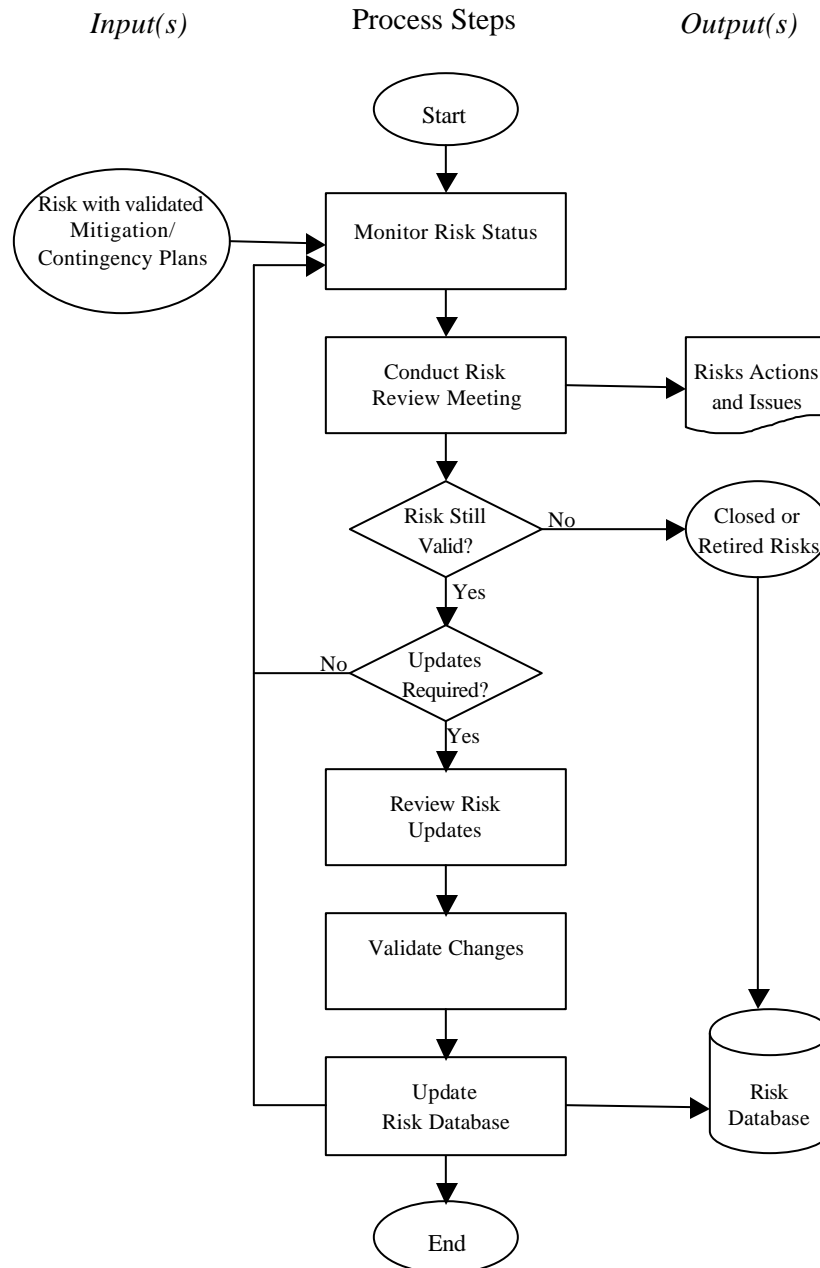 Input(s)
Process Steps
Output(s)
Start
Risk with validated
Mitigation/
Contingency Plans
Monitor Risk Status
Conduct Risk
Review Meeting
Risks Actions
and Issues
Risk Still
Valid?
No
Closed or
Retired Risks
Yes
No
Updates
Required?
Yes
Review Risk
Updates
Validate Changes
Update
Risk Database
Risk
Database
End